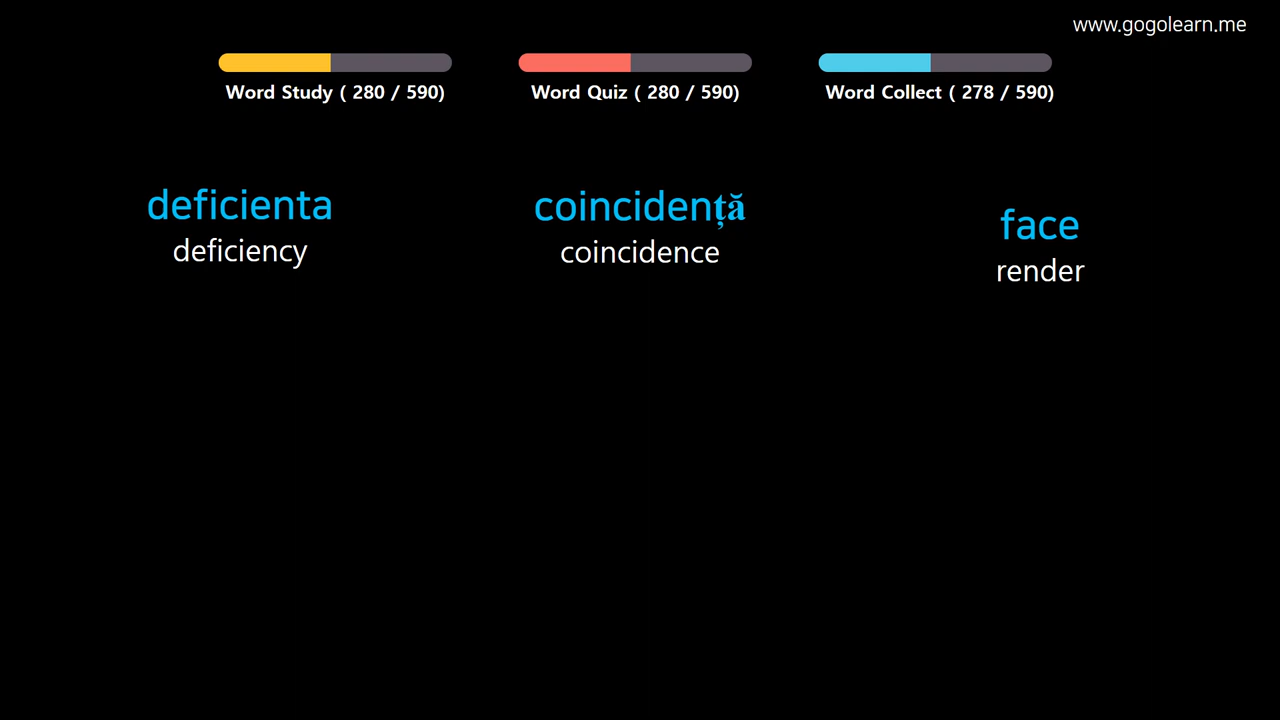 www.gogolearn.me
Word Study ( 280 / 590)
Word Quiz ( 280 / 590)
Word Collect ( 278 / 590)
deficienta
deficiency
coincidență
coincidence
face
render